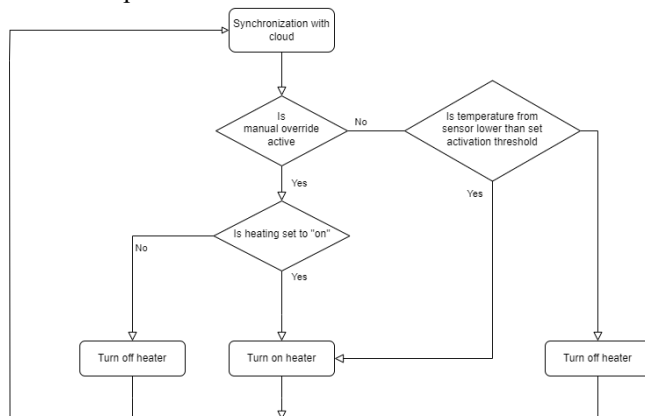 Synchronization with
cloud
Is
manual override
active
No
Is temperature from
sensor lower than set
activation threshold
Yes
Yes
Is heating set to "on"
No
Yes
Turn off heater
Turn on heater
Turn off heater